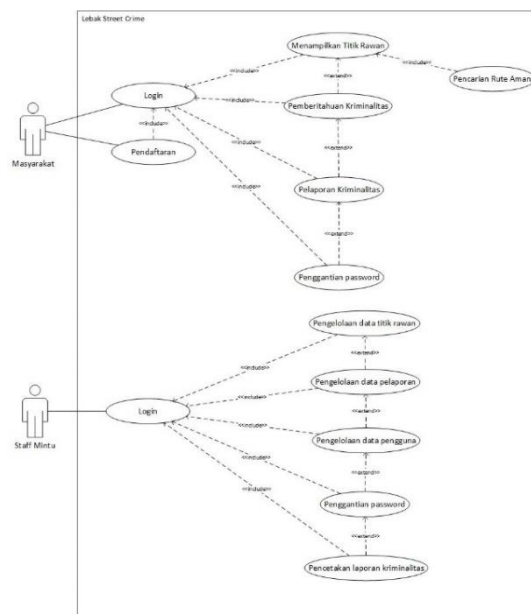 Lebak Street Crime
Menampilkan Titik Rawan
<<include>>
<<include>>
Pencarian Rute Aman
<<extend>>
Login
<<include>>
Pemberitahuan Kriminalitas
<<include>>
Masyarakat
Pendaftaran
<<include>>
<<extend>>
Pelaporan Kriminalitas
<<include>>
<<extend>>
Penggantian password
Pengelolaan data titik rawan
<<include>>
<<extend>>
Pengelolaan data pelaporan
<<include>>
Login
<<extend>>
Staff Mintu
<<include>>
Pengelolaan data pengguna
<<include>>
<<extend>>
Penggantian password
<<include>>
<<extend>>
Pencetakan laporan kriminalitas